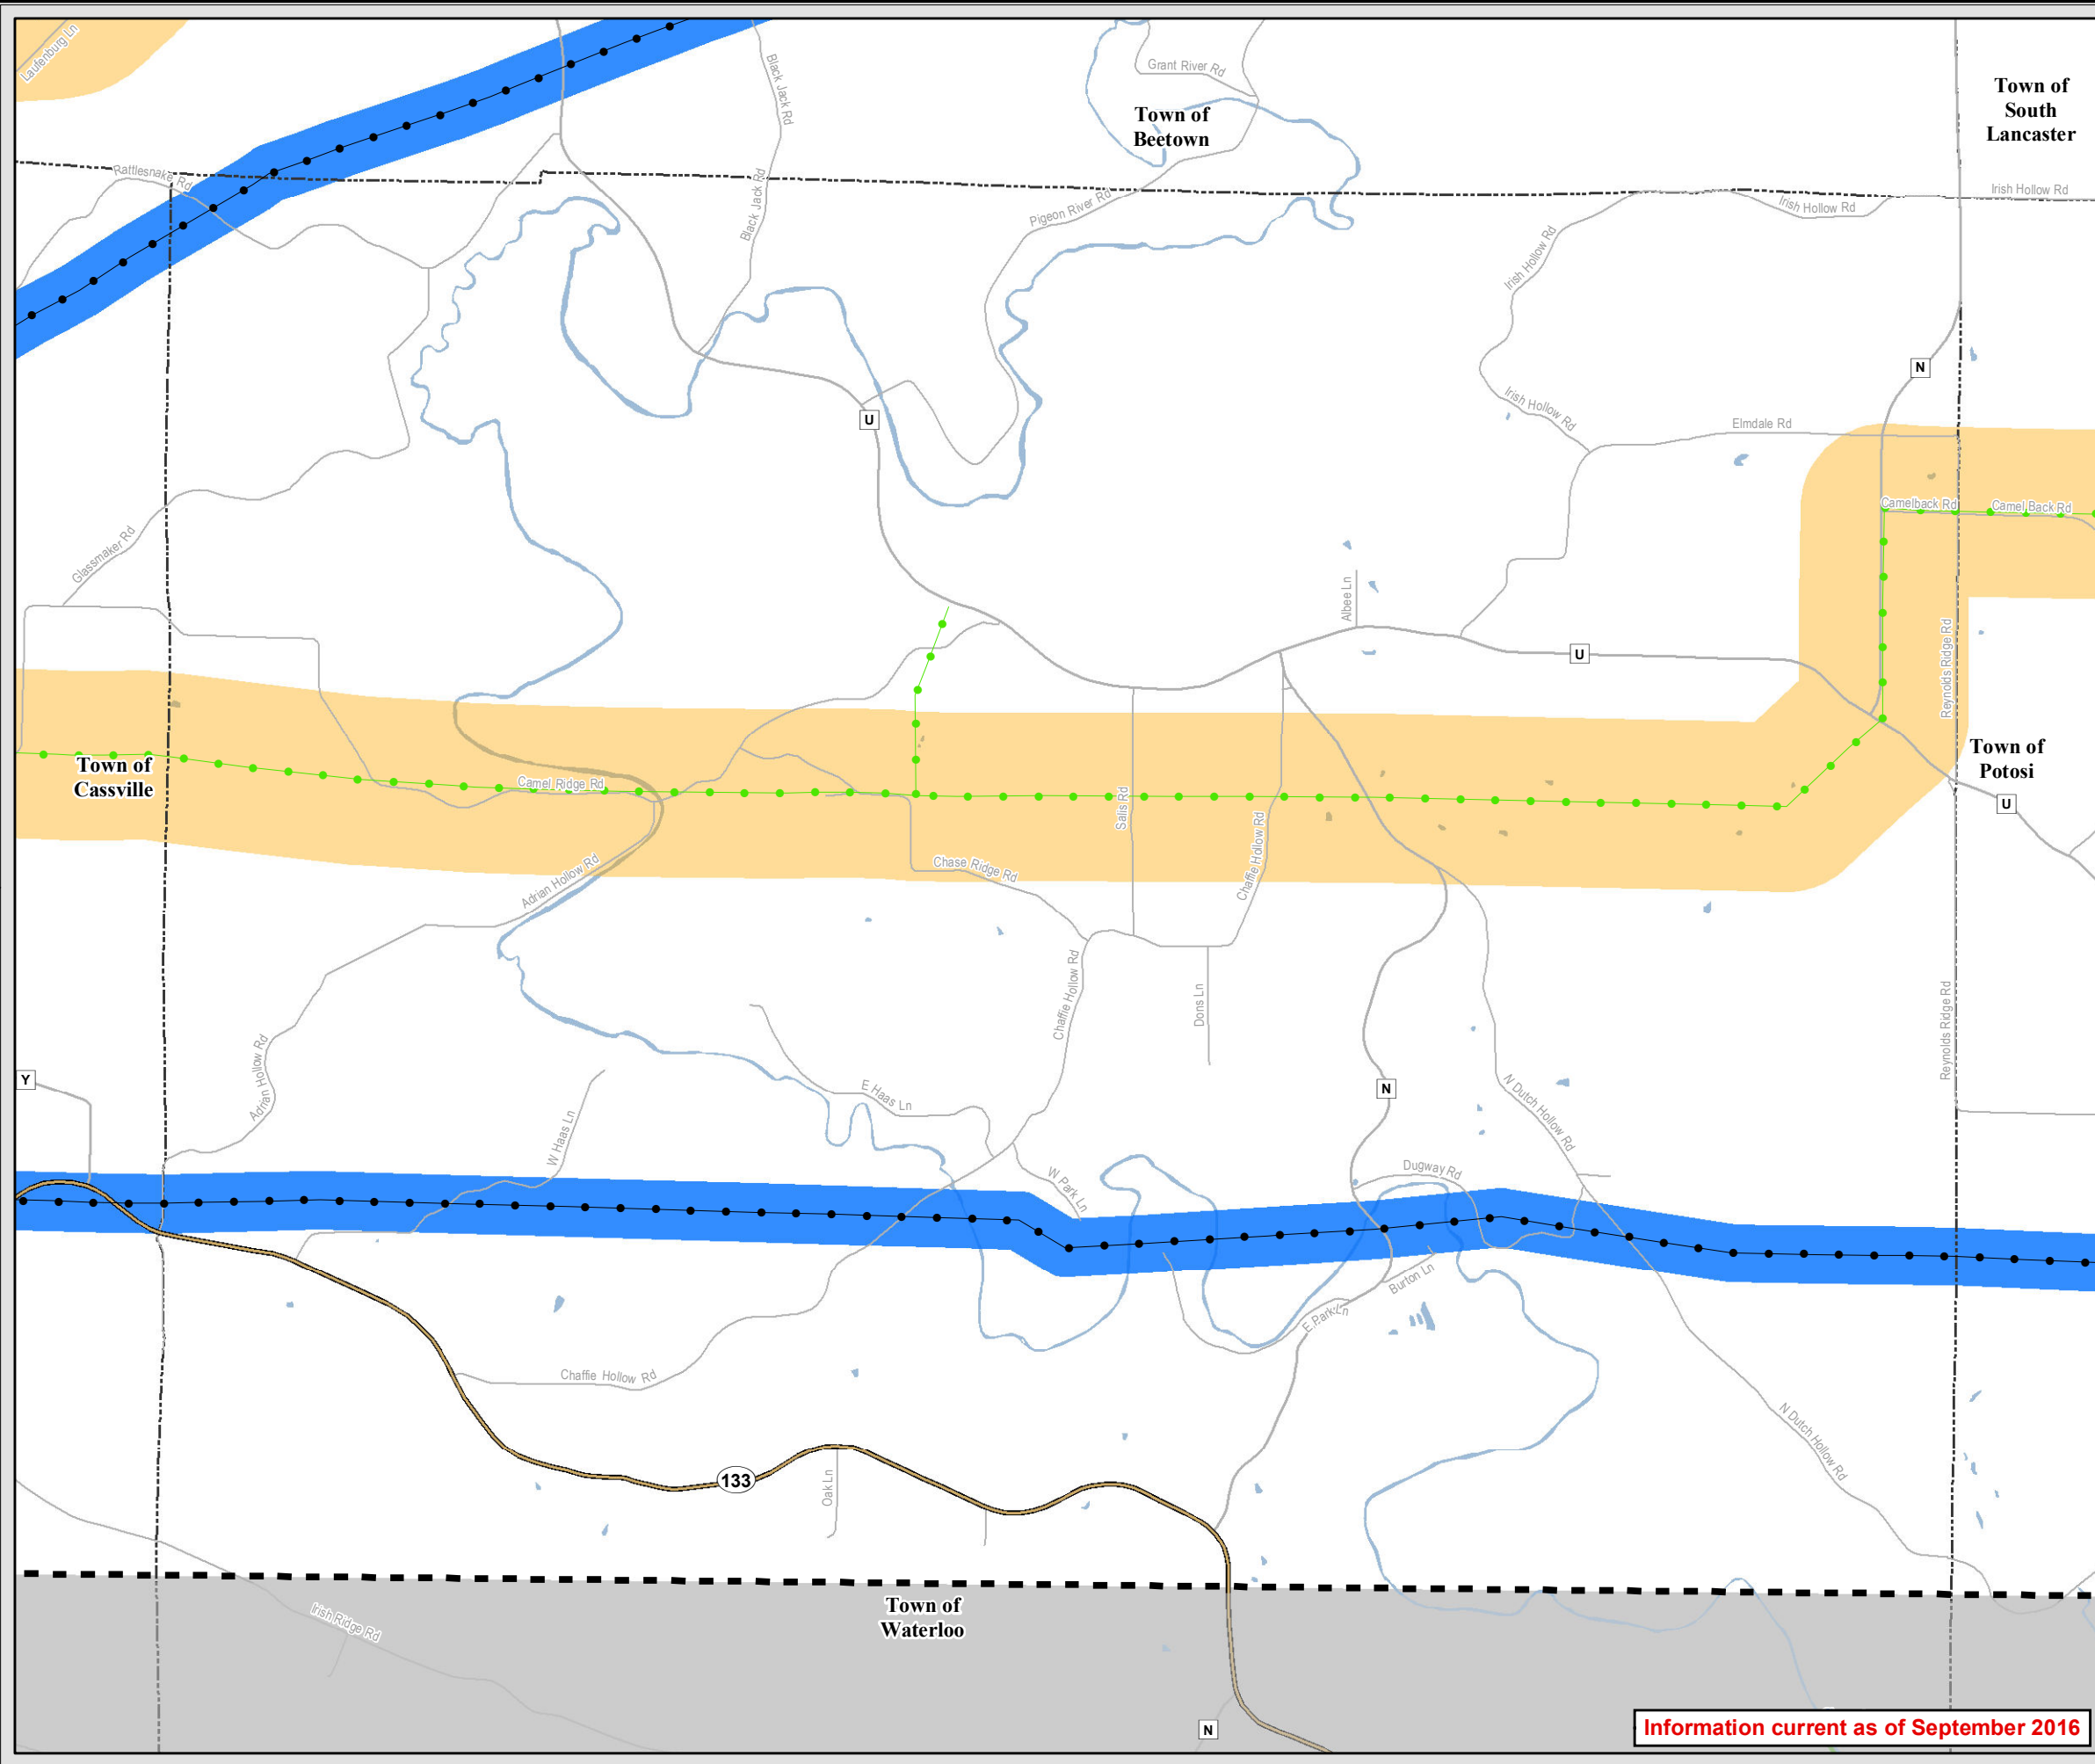 Laufenburg Ln
Black Jack Rd
Grant River Rd
Town of
Beetown
Town of
South
Lancaster
Rattlesnake Rd
Black Jack Rd
Pigeon River Rd
Irish Hollow Rd
Irish Hollow Rd
Irish Hollow Rd
N
Irish Hollow Rd
U
Elmdale Rd
Camelback Rd
Camel Back Rd
Glassmaker Rd
Albee Ln
U
Reynolds Ridge Rd
Town of
Cassville
Camel Ridge Rd
Salis Rd
Town of
Potosi
U
Chaffie Hollow Rd
Chase Ridge Rd
Adrian Hollow Rd
Chaffie Hollow Rd
Dons Ln
Reynolds Ridge Rd
Y
Adrian Hollow Rd
E Haas Ln
N
N Dutch Hollow Rd
W Haas Ln
Dugway Rd
W Park Ln
Burton Ln
E Park Ln
Chaffie Hollow Rd
N Dutch Hollow Rd
133
Oak Ln
Town of
Waterloo
Irish Ridge Rd
N
Information current as of September 2016